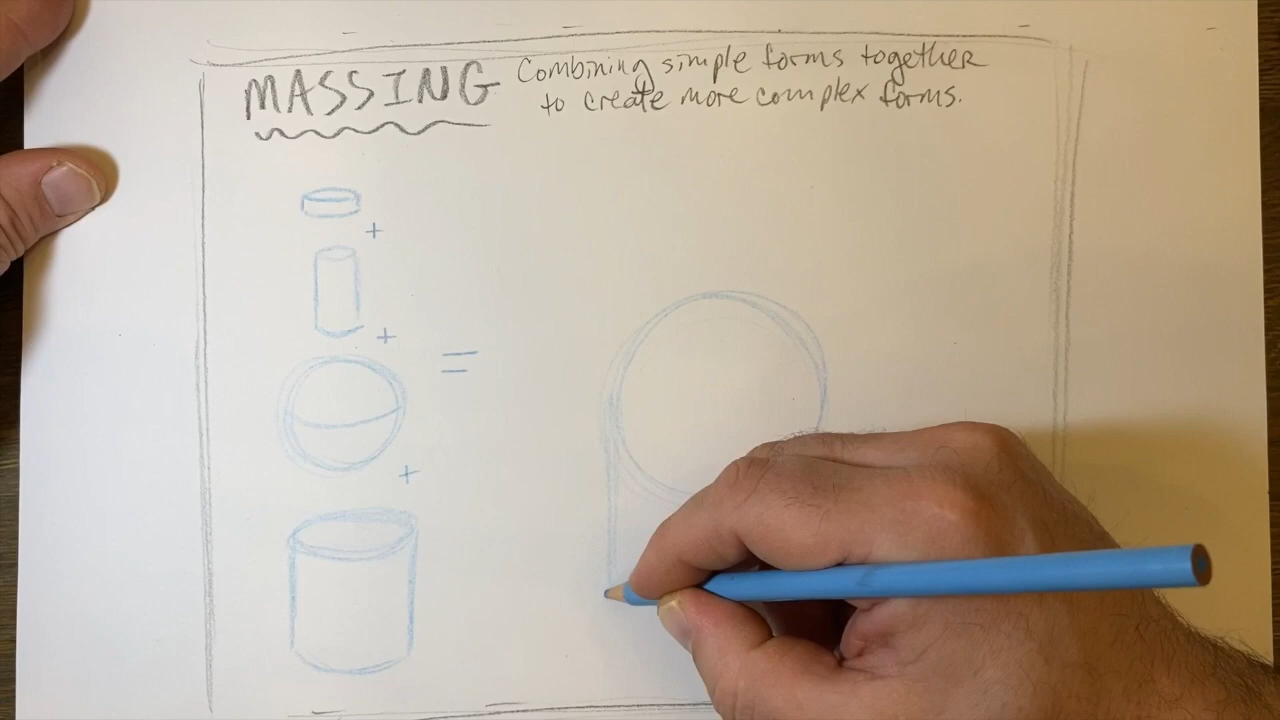 MASSING Combining simple forms together
to create more complex forms.
+
+
=
+